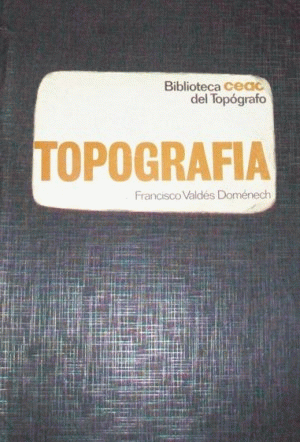 Biblioteca ceac
del Topógrafo
TOPOGRAFIA
Francisco Valdés Doménech